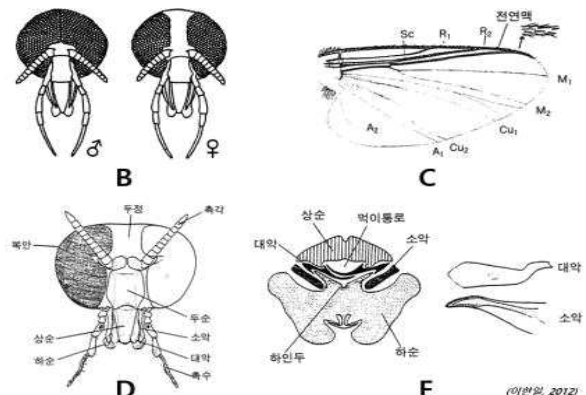 ♂ ♀
B
Sc R₁ R₂ 전연맥
M₁
M₂
Cu₁
Cu₂
A₁
A₂
C
두정 촉각
복안
두순
상순 소악
하순 대악
촉수
D
상순 먹이통로
대악 소악
하인두 하순
대악
소악
E
(이한일, 2012)